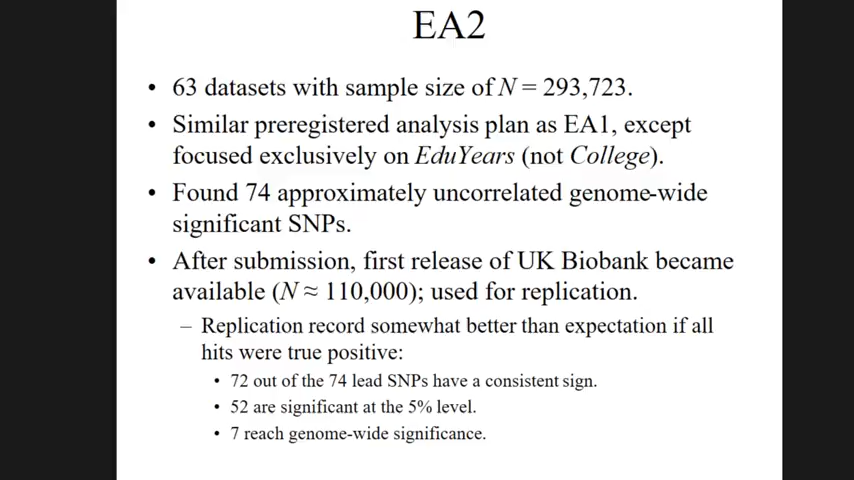 EA2
• 63 datasets with sample size of N = 293,723.
• Similar preregistered analysis plan as EA1, except
focused exclusively on EduYears (not College).
• Found 74 approximately uncorrelated genome-wide
significant SNPs.
• After submission, first release of UK Biobank became
available (N ≈ 110,000); used for replication.
– Replication record somewhat better than expectation if all
hits were true positive:
• 72 out of the 74 lead SNPs have a consistent sign.
• 52 are significant at the 5% level.
• 7 reach genome-wide significance.